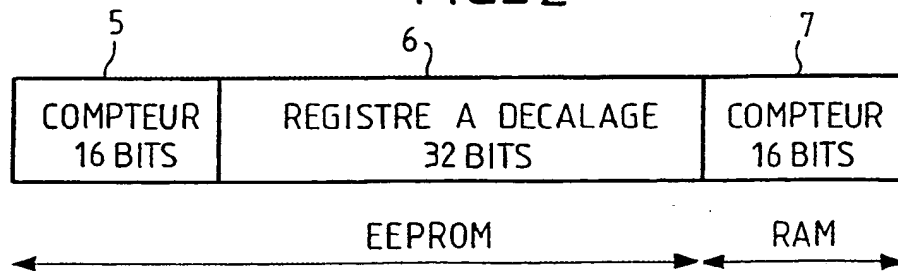 5 6 7
COMPTEUR REGISTRE A DECALAGE COMPTEUR
16 BITS 32 BITS 16 BITS
EEPROM RAM